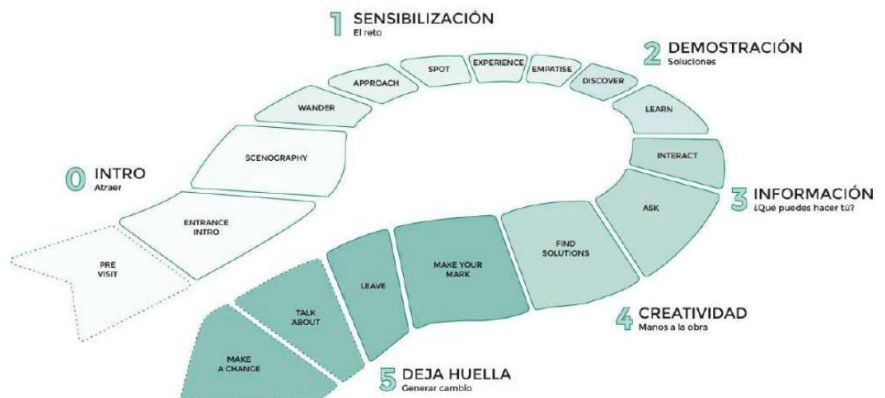 1 SENSIBILIZACIÓN
El reto
2 DEMOSTRACIÓN
Soluciones
SPOT
EXPERIENCE
EMPATISE
APPROACH
DISCOVER
WANDER
LEARN
SCENOGRAPHY
INTERACT
0 INTRO
Atraer
3 INFORMACIÓN
¿Qué puedes hacer tú?
ENTRANCE
INTRO
ASK
PRE
VISIT
FIND
SOLUTIONS
MAKE YOUR
MARK
LEAVE
TALK
ABOUT
4 CREATIVIDAD
Manos a la obra
MAKE
A CHANGE
5 DEJA HUELLA
Generar cambio